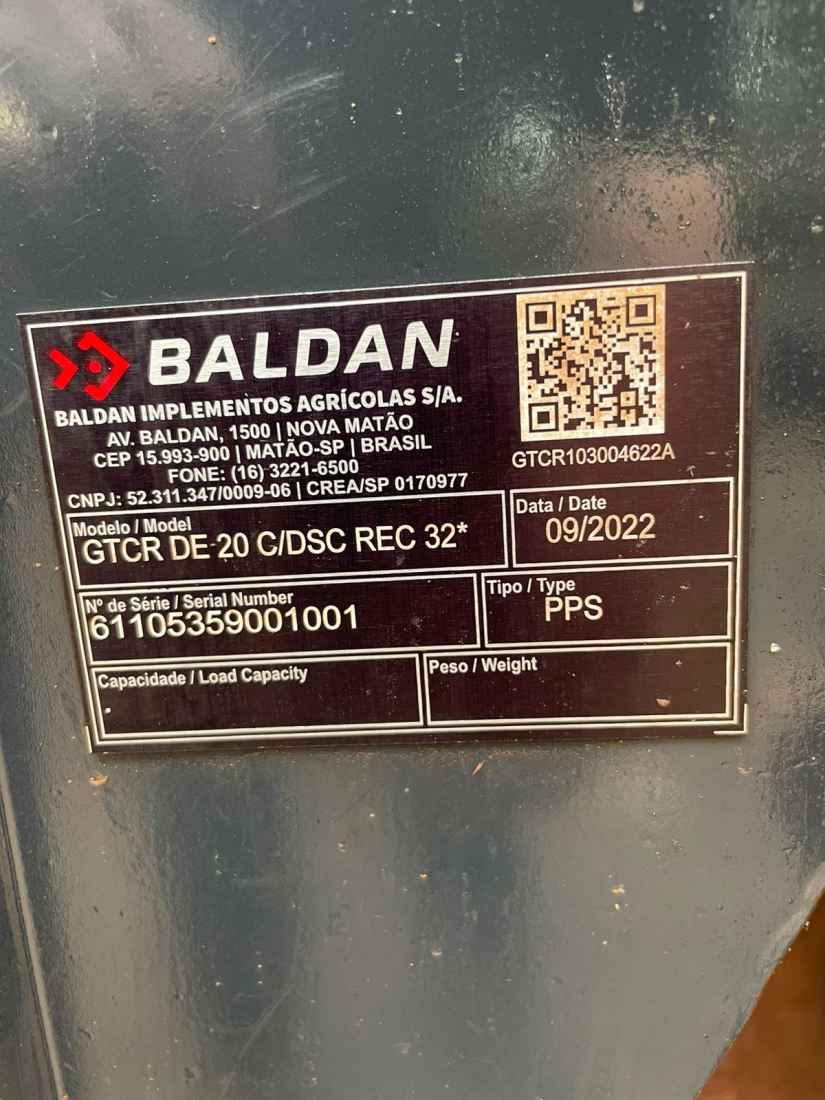 BALDAN
BALDAN IMPLEMENTOS AGRÍCOLAS S/A.
AV. BALDAN, 1500 | NOVA MATÃO
CEP 15.993-900 | MATÃO-SP | BRASIL
FONE: (16) 3221-6500
CNPJ: 52.311.347/0009-06 | CREA/SP 0170977
GTCR103004622A
Modelo / Model
GTCR DE 20 C/DSC REC 32*
Data / Date
09/2022
Nº de Série / Serial Number
61105359001001
Tipo / Type
PPS
Capacidade / Load Capacity
.
Peso / Weight